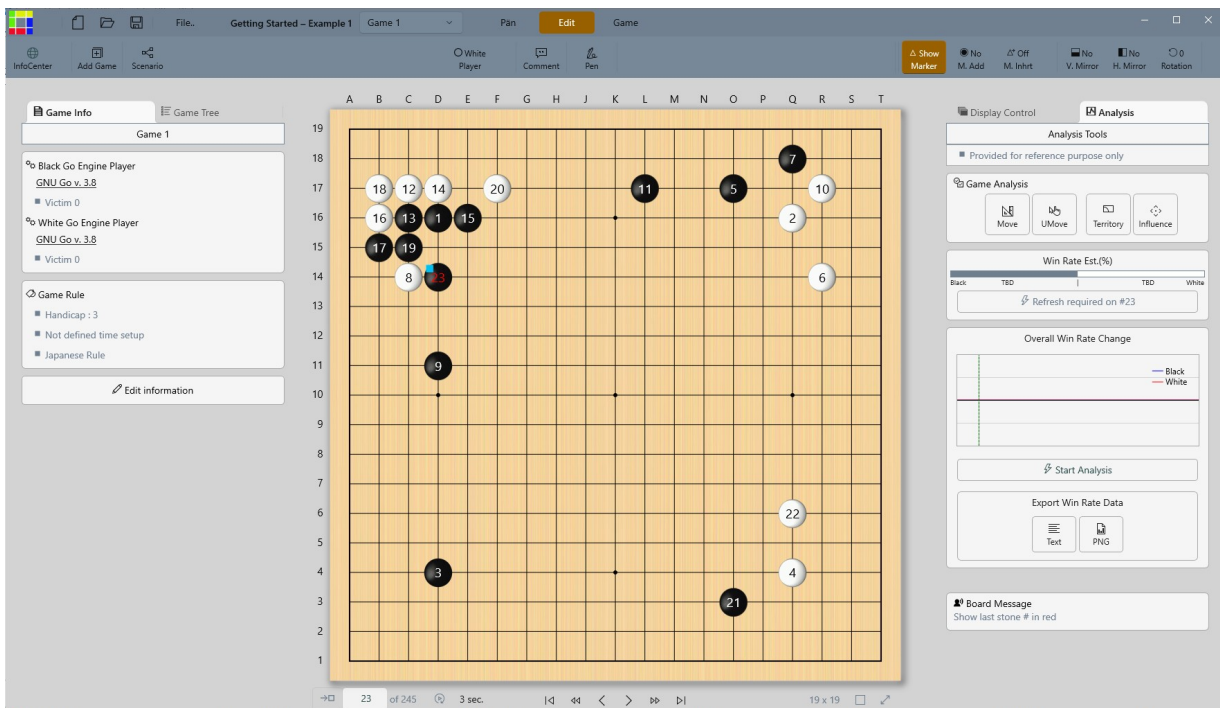 File..
Getting Started – Example 1
Game 1
Pan
Edit
Game
InfoCenter
Add Game
Scenario
White Player
Comment
Pen
Show Marker
No M. Add
Off M. Inhrt
No V. Mirror
No H. Mirror
0 Rotation
Game Info
Game Tree
Game 1
Black Go Engine Player
GNU Go v. 3.8
Victim 0
White Go Engine Player
GNU Go v. 3.8
Victim 0
Game Rule
Handicap : 3
Not defined time setup
Japanese Rule
Edit information
A B C D E F G H J K L M N O P Q R S T
19
18 7
17 18 12 14 20 11 5 10
16 16 13 1 15 2
15 17 19
14 8 23 6
13
12
11 9
10
9
8
7
6 22
5
4 3 4
3 21
2
1
23 of 245 3 sec. 19 x 19
Display Control
Analysis
Analysis Tools
Provided for reference purpose only
Game Analysis
Move
UMove
Territory
Influence
Win Rate Est.(%)
Black TBD TBD White
Refresh required on #23
Overall Win Rate Change
Black
White
Start Analysis
Export Win Rate Data
Text
PNG
Board Message
Show last stone # in red